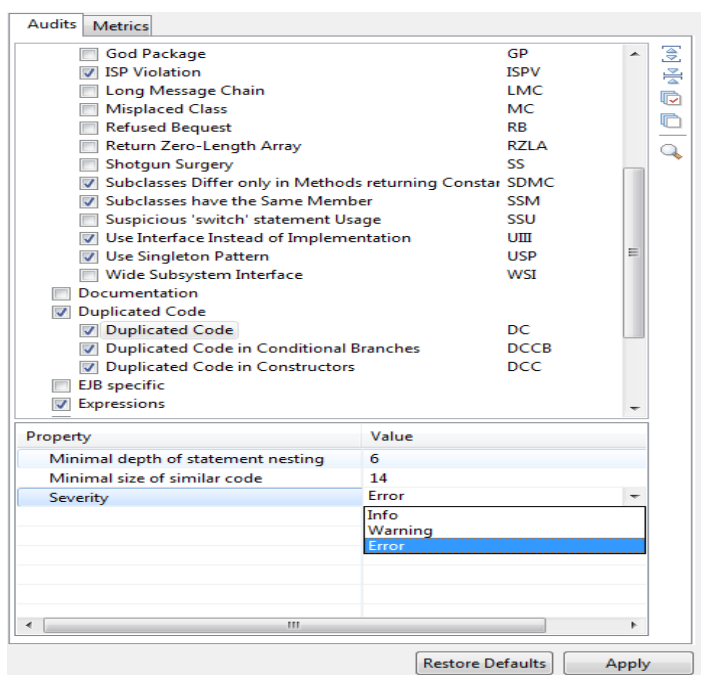 Audits Metrics
God Package GP
ISP Violation ISPV
Long Message Chain LMC
Misplaced Class MC
Refused Bequest RB
Return Zero-Length Array RZLA
Shotgun Surgery SS
Subclasses Differ only in Methods returning Constar SDMC
Subclasses have the Same Member SSM
Suspicious 'switch' statement Usage SSU
Use Interface Instead of Implementation UIII
Use Singleton Pattern USP
Wide Subsystem Interface WSI
Documentation
Duplicated Code
Duplicated Code DC
Duplicated Code in Conditional Branches DCCB
Duplicated Code in Constructors DCC
EJB specific
Expressions
Property Value
Minimal depth of statement nesting 6
Minimal size of similar code 14
Severity Error
Info
Warning
Error
Restore Defaults Apply